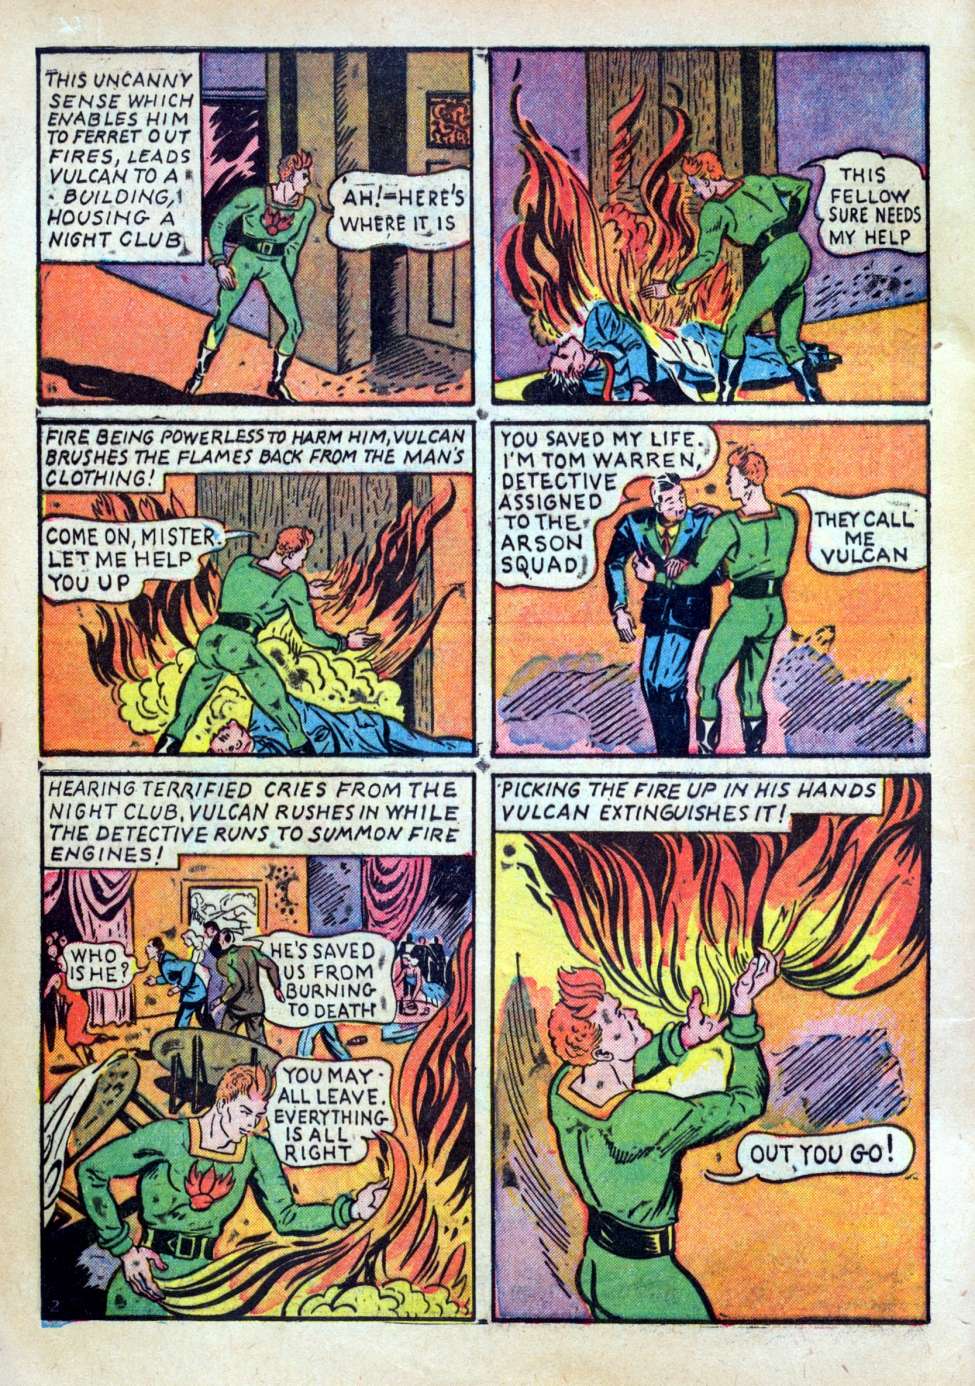 THIS UNCANNY
SENSE WHICH
ENABLES HIM
TO FERRET OUT
FIRES, LEADS
VULCAN TO A
BUILDING,
HOUSING A
NIGHT CLUB
AH!-HERE'S
WHERE IT IS
THIS
FELLOW
SURE NEEDS
MY HELP
FIRE BEING POWERLESS TO HARM HIM, VULCAN
BRUSHES THE FLAMES BACK FROM THE MAN'S
CLOTHING!
COME ON, MISTER.
LET ME HELP
YOU UP
YOU SAVED MY LIFE.
I'M TOM WARREN,
DETECTIVE
ASSIGNED
TO THE
ARSON
SQUAD
THEY CALL
ME
VULCAN
HEARING TERRIFIED CRIES FROM THE
NIGHT CLUB, VULCAN RUSHES IN WHILE
THE DETECTIVE RUNS TO SUMMON FIRE
ENGINES!
WHO
IS HE?
HE'S SAVED
US FROM
BURNING
TO DEATH
YOU MAY
ALL LEAVE.
EVERYTHING
IS ALL
RIGHT
2
PICKING THE FIRE UP IN HIS HANDS
VULCAN EXTINGUISHES IT!
OUT YOU GO!